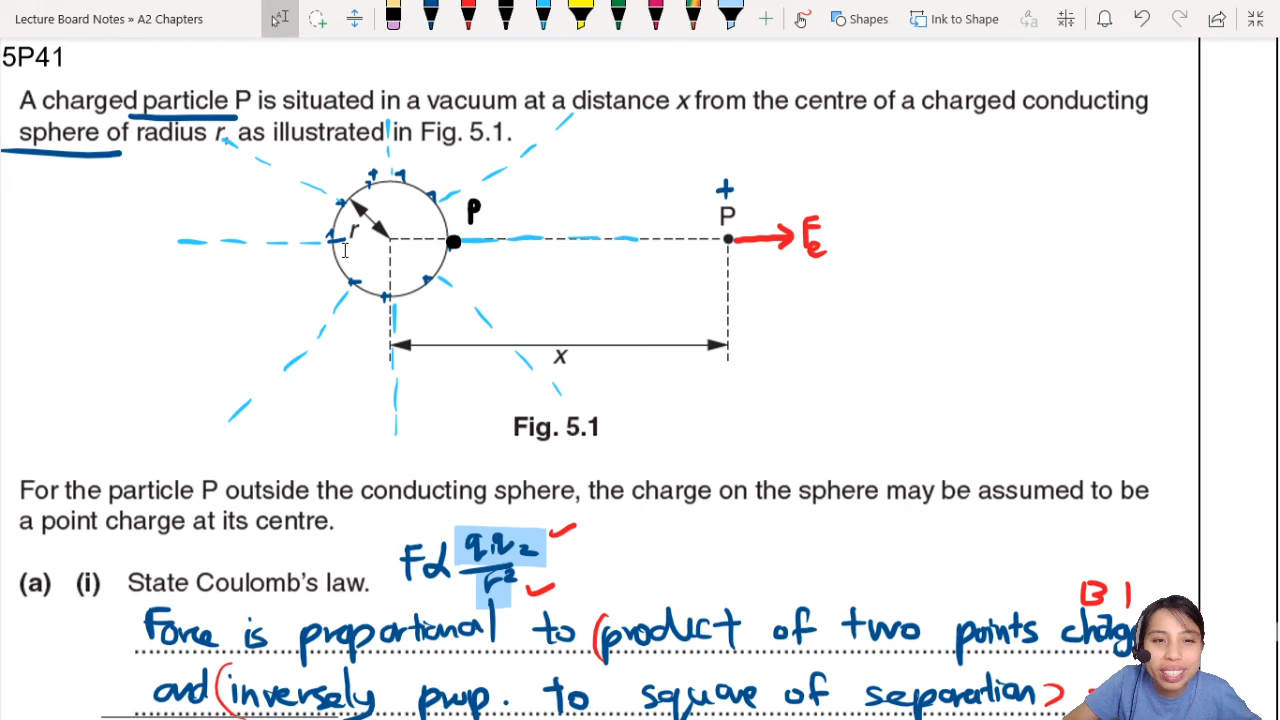 Lecture Board Notes » A2 Chapters
Shapes
Ink to Shape
5P41
A charged particle P is situated in a vacuum at a distance x from the centre of a charged conducting
sphere of radius r, as illustrated in Fig. 5.1.
+
P
P
r
x
Fig. 5.1
For the particle P outside the conducting sphere, the charge on the sphere may be assumed to be
a point charge at its centre.
F∝ q₁q₂/r²
(a) (i) State Coulomb's law.
B1
Force is proportional to (product of two points charge
and (inversely prop. to square of separation)